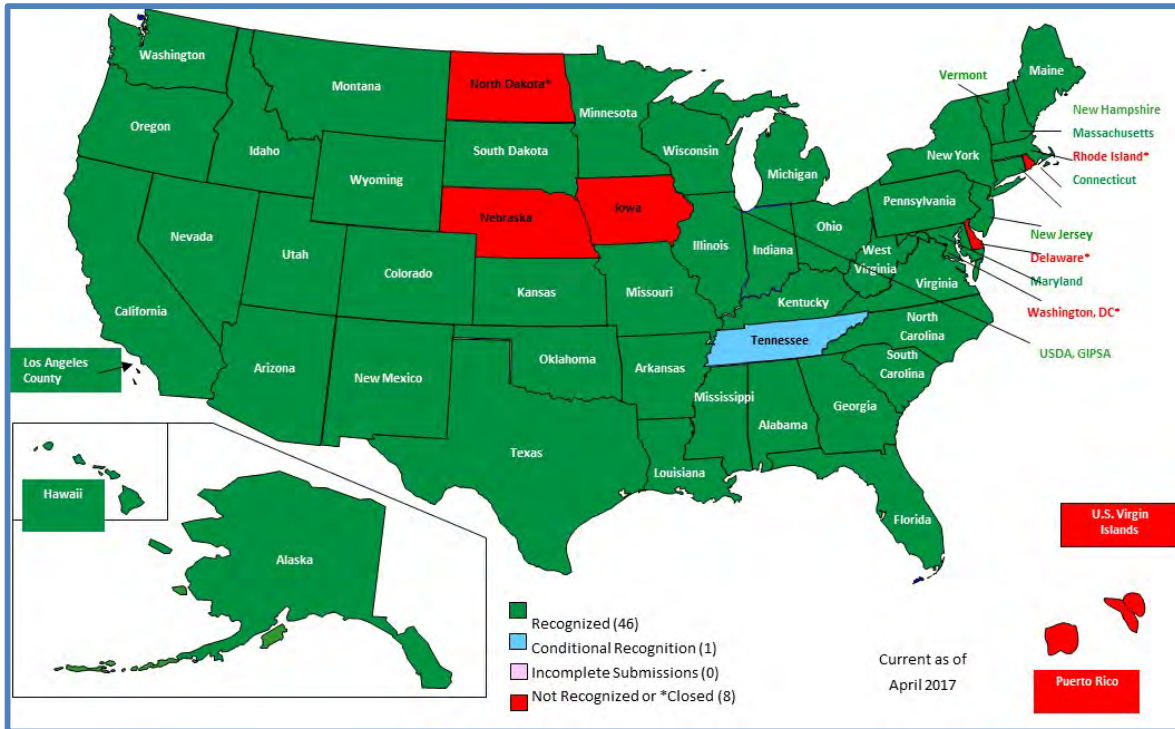 Washington
Montana
North Dakota*
Minnesota
Vermont
Maine
New Hampshire
Massachusetts
Rhode Island*
Connecticut
Oregon
Idaho
South Dakota
Wisconsin
Michigan
New York
Wyoming
Pennsylvania
Nebraska
Iowa
Nevada
Utah
Colorado
Illinois
Indiana
Ohio
West
Virginia
New Jersey
Delaware*
Maryland
California
Kansas
Missouri
Kentucky
Virginia
Washington, DC*
North
Carolina
Tennessee
USDA, GIPSA
Los Angeles
County
Arizona
New Mexico
Oklahoma
Arkansas
South
Carolina
Mississippi
Alabama
Georgia
Texas
Louisiana
Florida
Hawaii
Alaska
U.S. Virgin
Islands
Recognized (46)
Conditional Recognition (1)
Incomplete Submissions (0)
Not Recognized or *Closed (8)
Current as of
April 2017
Puerto Rico